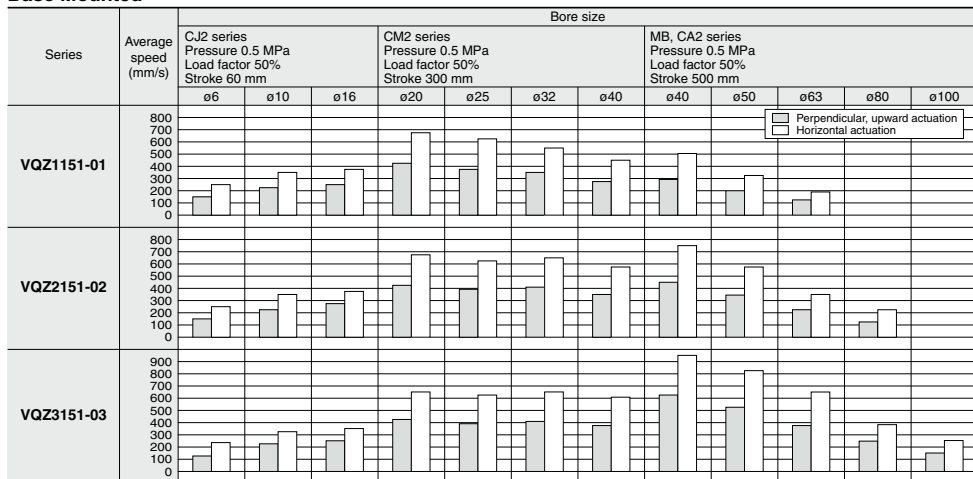 Bore size
Series
Average
speed
(mm/s)
CJ2 series
Pressure 0.5 MPa
Load factor 50%
Stroke 60 mm
CM2 series
Pressure 0.5 MPa
Load factor 50%
Stroke 300 mm
MB, CA2 series
Pressure 0.5 MPa
Load factor 50%
Stroke 500 mm
ø6 ø10 ø16 ø20 ø25 ø32 ø40 ø40 ø50 ø63 ø80 ø100
Perpendicular, upward actuation
Horizontal actuation
VQZ1151-01
800
700
600
500
400
300
200
100
0
VQZ2151-02
800
700
600
500
400
300
200
100
0
VQZ3151-03
900
800
700
600
500
400
300
200
100
0